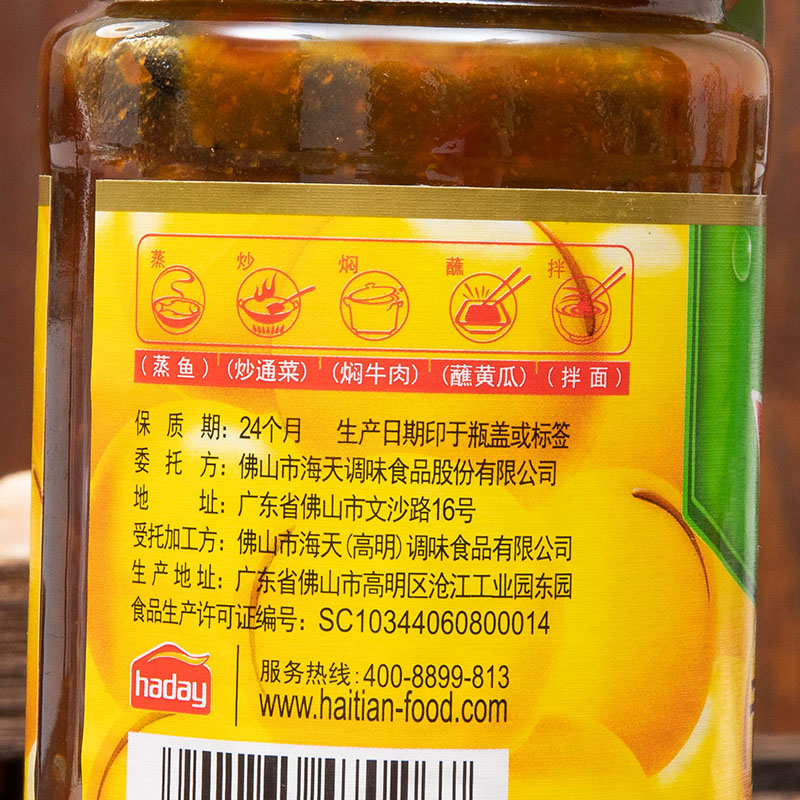 蒸 炒 焖 蘸 拌
(蒸鱼) (炒通菜) (焖牛肉) (蘸黄瓜) (拌面)
保质期：24个月 生产日期印于瓶盖或标签
委托方：佛山市海天调味食品股份有限公司
地址：广东省佛山市文沙路16号
受托加工方：佛山市海天(高明)调味食品有限公司
生产地址：广东省佛山市高明区沧江工业园东园
食品生产许可证编号：SC10344060800014
haday
服务热线：400-8899-813
www.haitian-food.com